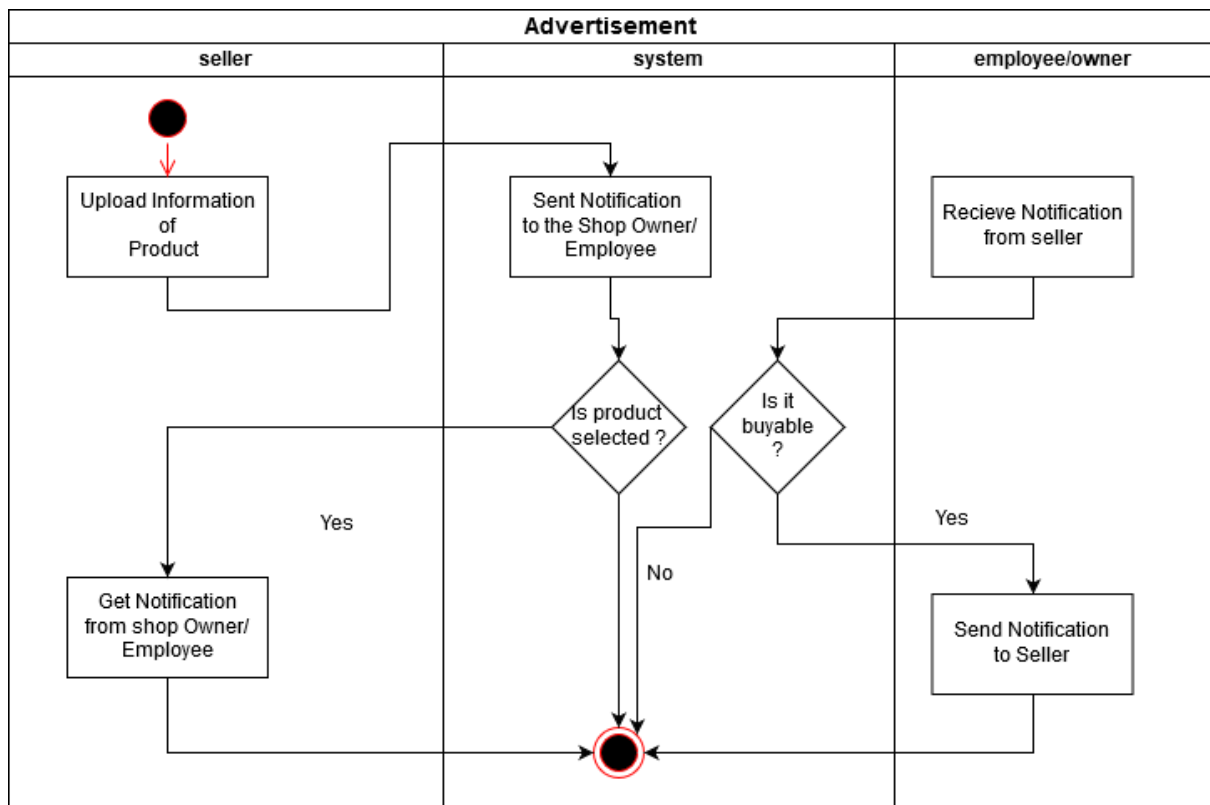 Advertisement
seller
system
employee/owner
Upload Information
of
Product
Sent Notification
to the Shop Owner/
Employee
Recieve Notification
from seller
Is product
selected ?
Is it
buyable
?
Yes
Yes
No
Get Notification
from shop Owner/
Employee
Send Notification
to Seller